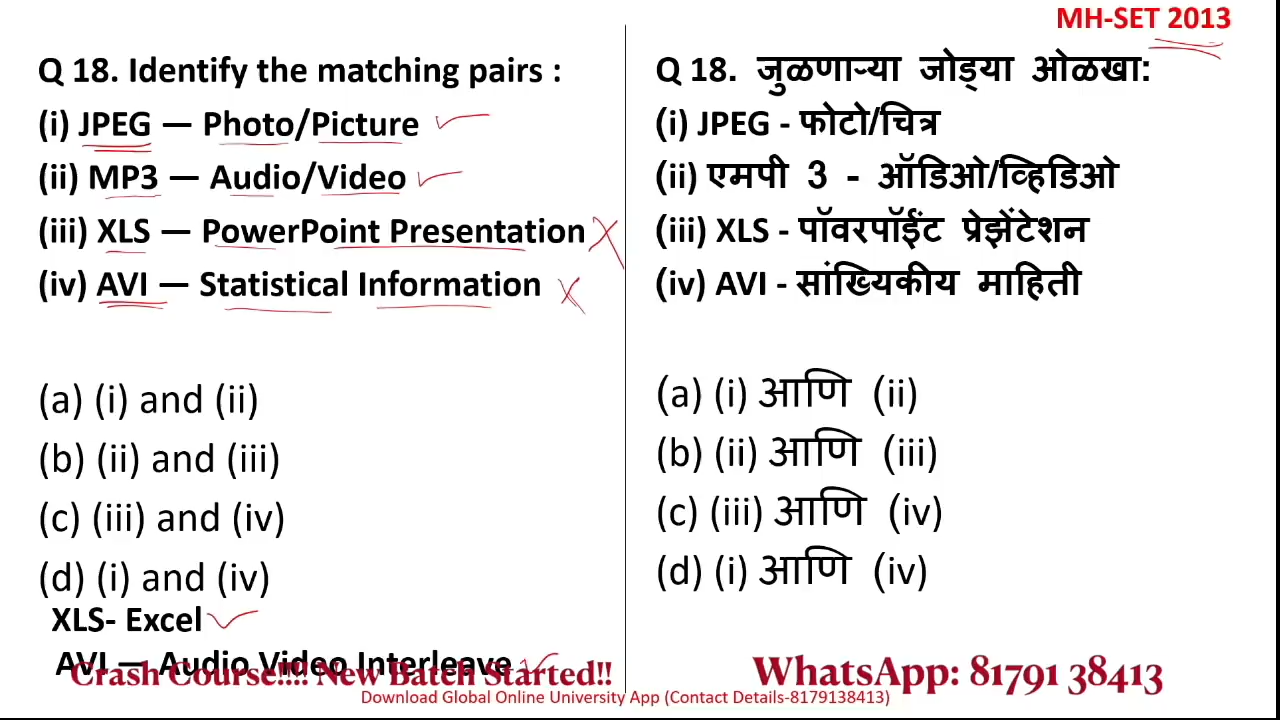 MH-SET 2013
Q 18. Identify the matching pairs :
(i) JPEG — Photo/Picture
(ii) MP3 — Audio/Video
(iii) XLS — PowerPoint Presentation
(iv) AVI — Statistical Information
(a) (i) and (ii)
(b) (ii) and (iii)
(c) (iii) and (iv)
(d) (i) and (iv)
XLS- Excel
AVI — Audio Video Interleave
Q 18. जुळणाऱ्या जोड्या ओळखा:
(i) JPEG - फोटो/चित्र
(ii) एमपी 3 - ऑडिओ/व्हिडिओ
(iii) XLS - पॉवरपॉईंट प्रेझेंटेशन
(iv) AVI - सांख्यिकीय माहिती
(a) (i) आणि (ii)
(b) (ii) आणि (iii)
(c) (iii) आणि (iv)
(d) (i) आणि (iv)
Crash Course!!!! New Batch Started!!
WhatsApp: 81791 38413
Download Global Online University App (Contact Details-8179138413)